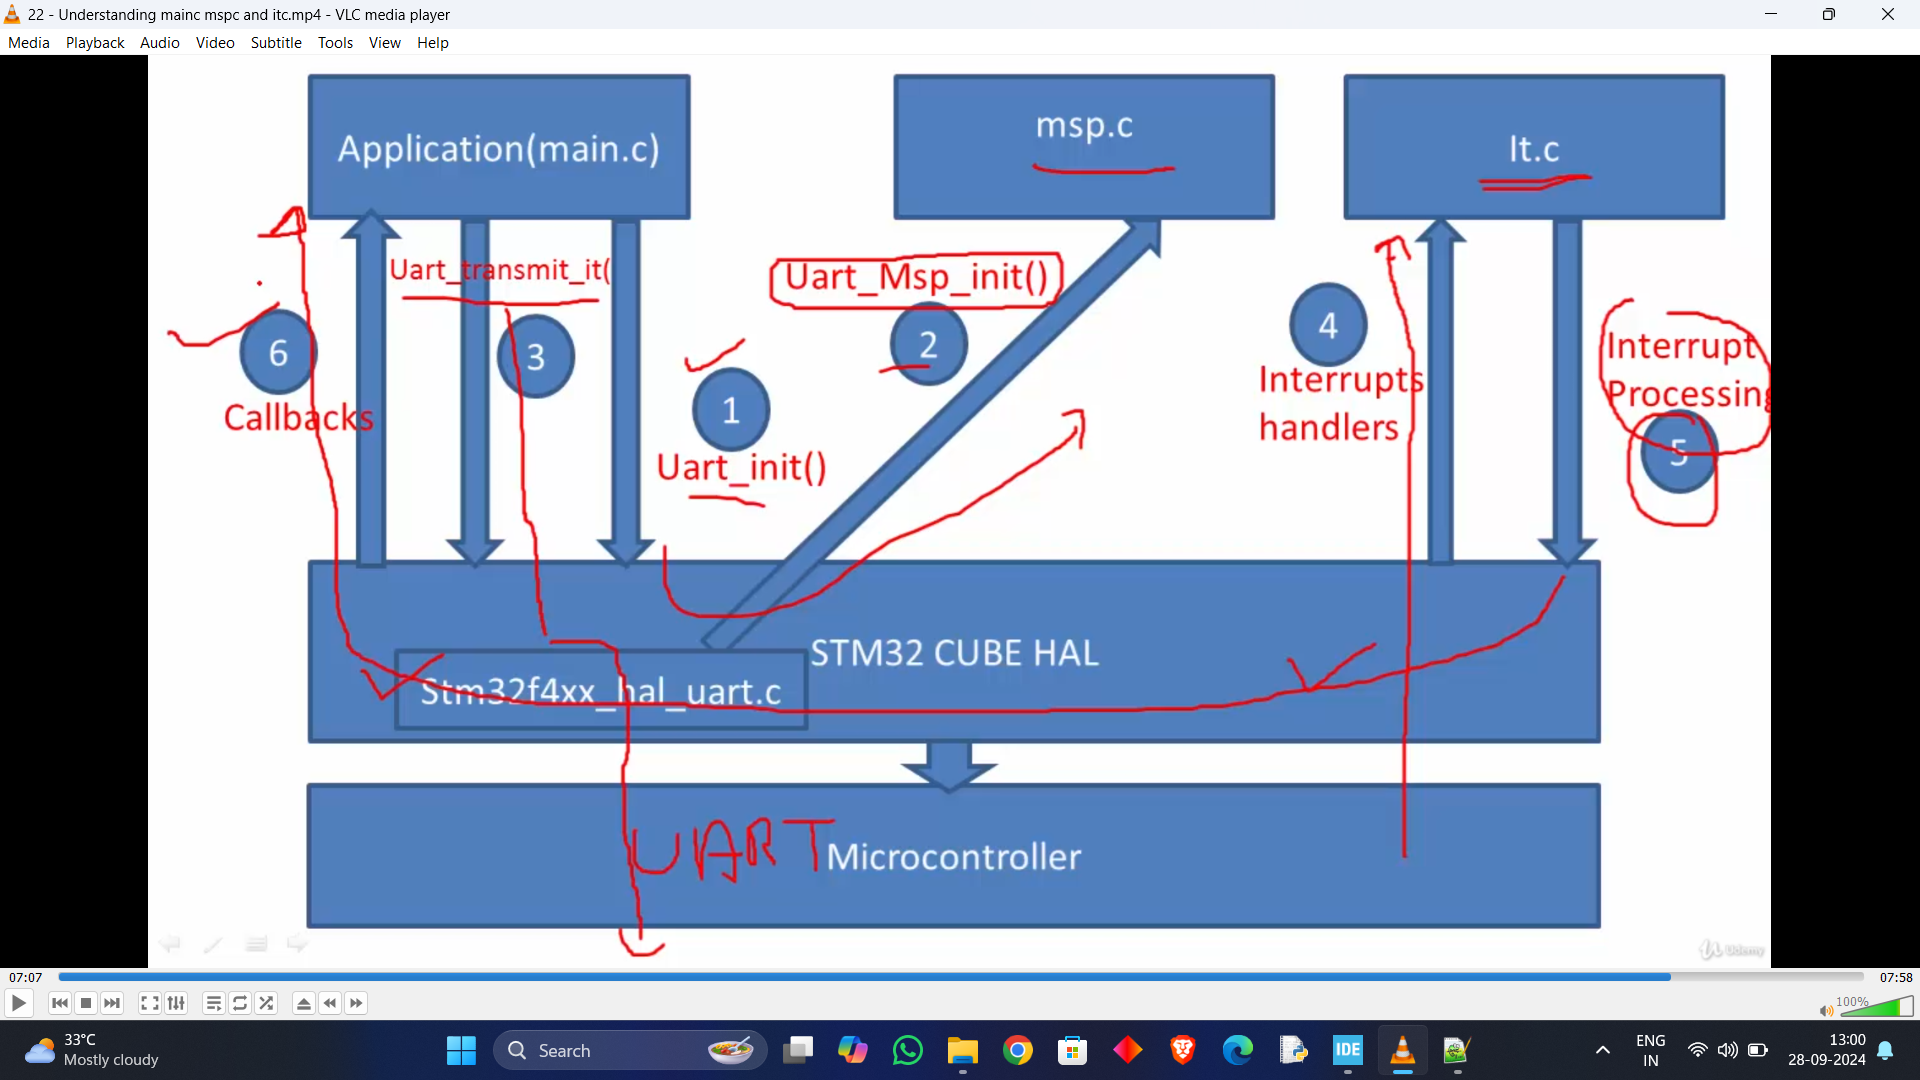 22 - Understanding mainc mspc and itc.mp4 - VLC media player
Media Playback Audio Video Subtitle Tools View Help
Application(main.c)
msp.c
It.c
Uart_transmit_it(
Uart_Msp_init()
6
3
2
4
Interrupt
Processing
Callbacks
1
Interrupts
handlers
5
Uart_init()
STM32 CUBE HAL
Stm32f4xx_hal_uart.c
UART
Microcontroller
Udemy
07:07
07:58
100%
33°C
Mostly cloudy
Search
IDE
ENG
IN
13:00
28-09-2024